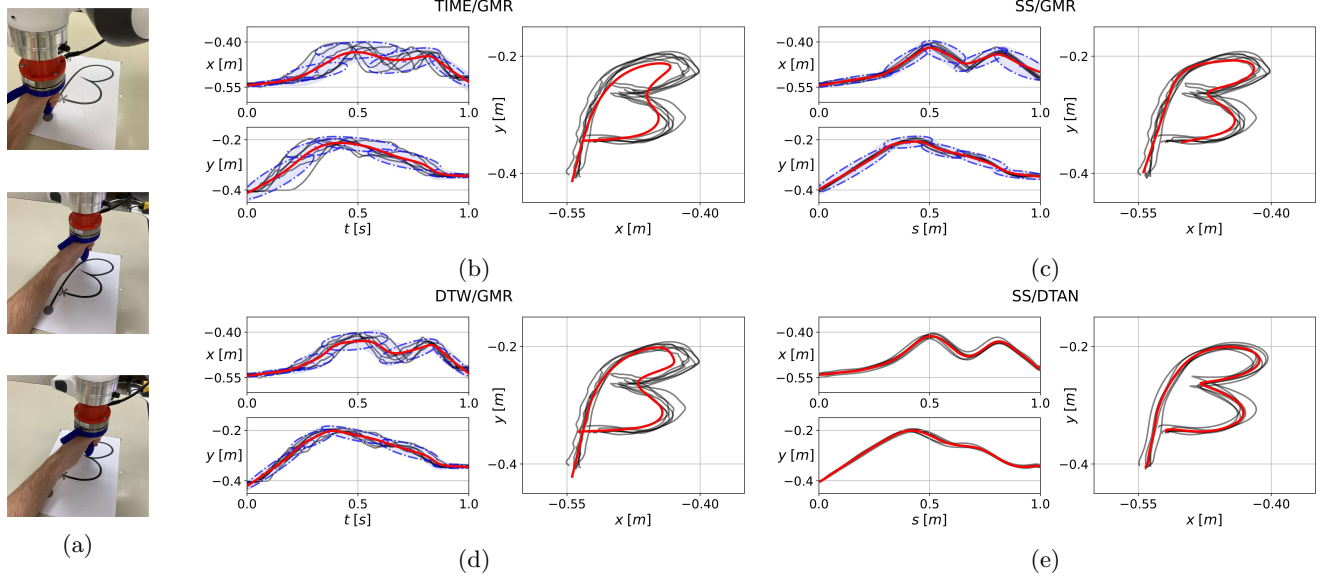 TIME/GMR
−0.40
x [m]
−0.55
−0.2
y [m]
−0.4
0.0
0.5
1.0
t [s]
−0.2
y [m]
−0.4
−0.55
−0.40
x [m]
(b)
SS/GMR
−0.40
x [m]
−0.55
−0.2
y [m]
−0.4
0.0
0.5
1.0
s [m]
−0.2
y [m]
−0.4
−0.55
−0.40
x [m]
(c)
DTW/GMR
−0.40
x [m]
−0.55
−0.2
y [m]
−0.4
0.0
0.5
1.0
t [s]
−0.2
y [m]
−0.4
−0.55
−0.40
x [m]
(d)
SS/DTAN
−0.40
x [m]
−0.55
−0.2
y [m]
−0.4
0.0
0.5
1.0
s [m]
−0.2
y [m]
−0.4
−0.55
−0.40
x [m]
(e)
(a)